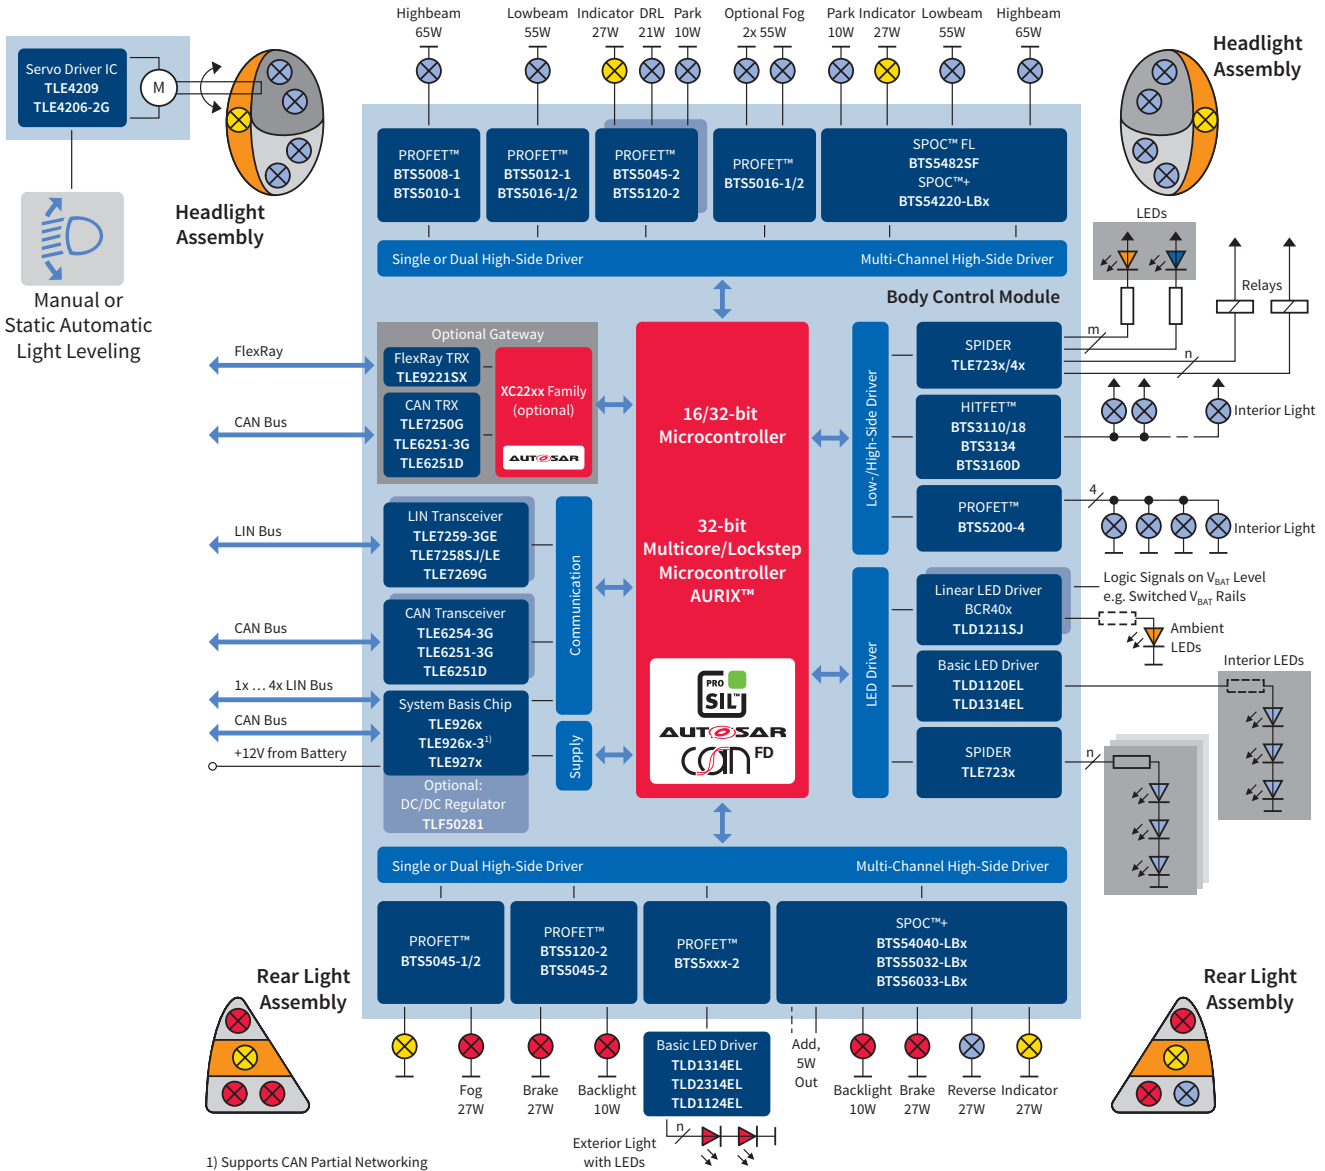 Highbeam
65W
Lowbeam
55W
Indicator
27W
DRL
21W
Park
10W
Optional Fog
2x 55W
Park
10W
Indicator
27W
Lowbeam
55W
Highbeam
65W
Servo Driver IC
TLE4209
TLE4206-2G
M
Headlight
Assembly
Headlight
Assembly
Manual or
Static Automatic
Light Leveling
PROFET™
BTS5008-1
BTS5010-1
PROFET™
BTS5012-1
BTS5016-1/2
PROFET™
BTS5045-2
BTS5120-2
PROFET™
BTS5016-1/2
SPOC™ FL
BTS5482SF
SPOC™+
BTS54220-LBx
Single or Dual High-Side Driver
Multi-Channel High-Side Driver
Body Control Module
LEDs
Relays
m
n
Optional Gateway
FlexRay TRX
TLE9221SX
CAN TRX
TLE7250G
TLE6251-3G
TLE6251D
XC22xx Family
(optional)
AUTOSAR
FlexRay
CAN Bus
LIN Bus
CAN Bus
1x ... 4x LIN Bus
CAN Bus
+12V from Battery
LIN Transceiver
TLE7259-3GE
TLE7258SJ/LE
TLE7269G
CAN Transceiver
TLE6254-3G
TLE6251-3G
TLE6251D
System Basis Chip
TLE926x
TLE926x-3¹⁾
TLE927x
Optional:
DC/DC Regulator
TLF50281
Communication
Supply
16/32-bit
Microcontroller
32-bit
Multicore/Lockstep
Microcontroller
AURIX™
PRO
SIL™
AUTOSAR
CAN FD
Low-/High-Side Driver
LED Driver
SPIDER
TLE723x/4x
HITFET™
BTS3110/18
BTS3134
BTS3160D
PROFET™
BTS5200-4
Interior Light
4
Interior Light
Linear LED Driver
BCR40x
TLD1211SJ
Basic LED Driver
TLD1120EL
TLD1314EL
SPIDER
TLE723x
Logic Signals on VBAT Level
e.g. Switched VBAT Rails
Ambient
LEDs
Interior LEDs
n
Single or Dual High-Side Driver
Multi-Channel High-Side Driver
PROFET™
BTS5045-1/2
PROFET™
BTS5120-2
BTS5045-2
PROFET™
BTS5xxx-2
SPOC™+
BTS54040-LBx
BTS55032-LBx
BTS56033-LBx
Rear Light
Assembly
Rear Light
Assembly
Fog
27W
Brake
27W
Backlight
10W
Basic LED Driver
TLD1314EL
TLD2314EL
TLD1124EL
Add,
5W
Out
Backlight
10W
Brake
27W
Reverse
27W
Indicator
27W
n
Exterior Light
with LEDs
1) Supports CAN Partial Networking